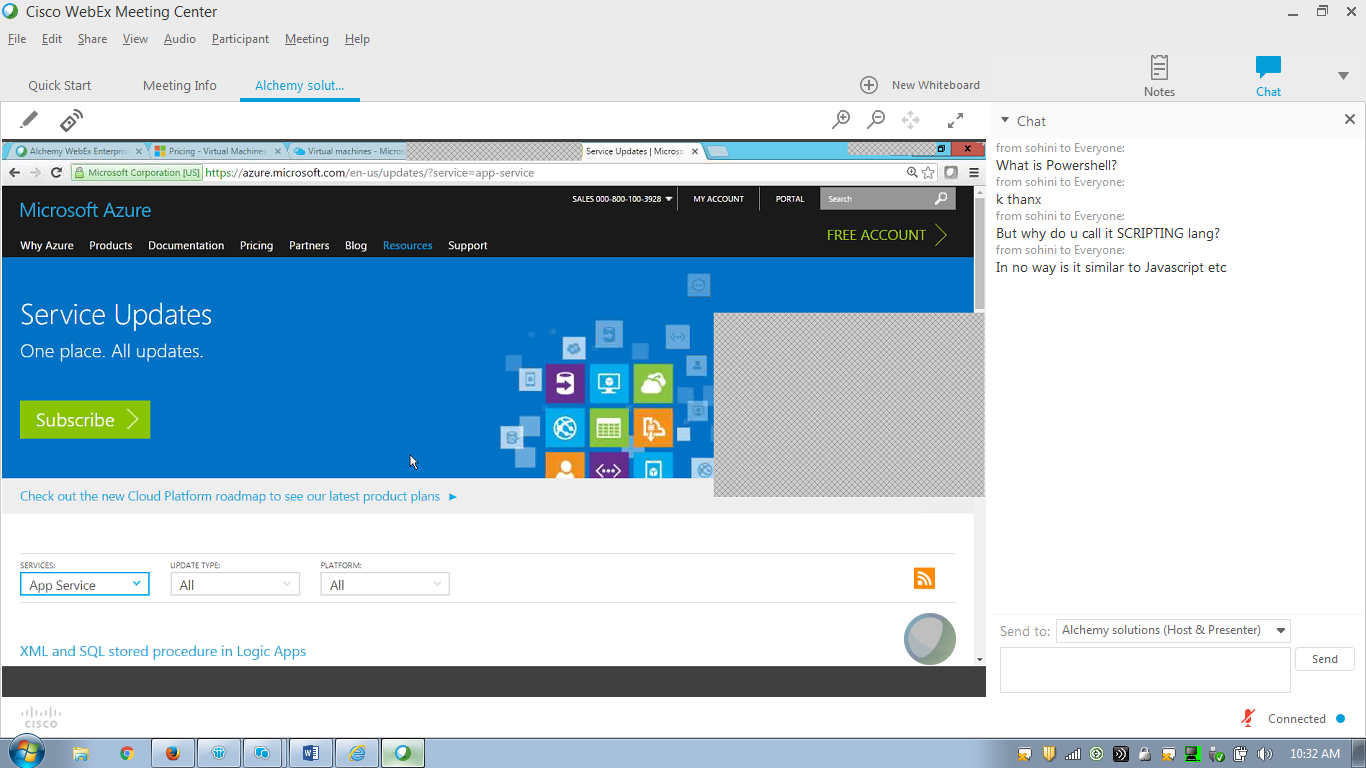 Cisco WebEx Meeting Center
File Edit Share View Audio Participant Meeting Help
Quick Start Meeting Info Alchemy solut... New Whiteboard
Notes Chat
Chat
from sohini to Everyone:
What is Powershell?
from sohini to Everyone:
k thanx
from sohini to Everyone:
But why do u call it SCRIPTING lang?
from sohini to Everyone:
In no way is it similar to Javascript etc
Alchemy WebEx Enterpri Pricing - Virtual Machines Virtual machines - Micros Service Updates | Micros
Microsoft Corporation [US] https://azure.microsoft.com/en-us/updates/?service=app-service
SALES 000-800-100-3928 MY ACCOUNT PORTAL Search
Microsoft Azure
Why Azure Products Documentation Pricing Partners Blog Resources Support
FREE ACCOUNT
Service Updates
One place. All updates.
Subscribe
Check out the new Cloud Platform roadmap to see our latest product plans
SERVICES: UPDATE TYPE: PLATFORM:
App Service All All
XML and SQL stored procedure in Logic Apps
Send to: Alchemy solutions (Host & Presenter)
Send
CISCO
Connected
10:32 AM